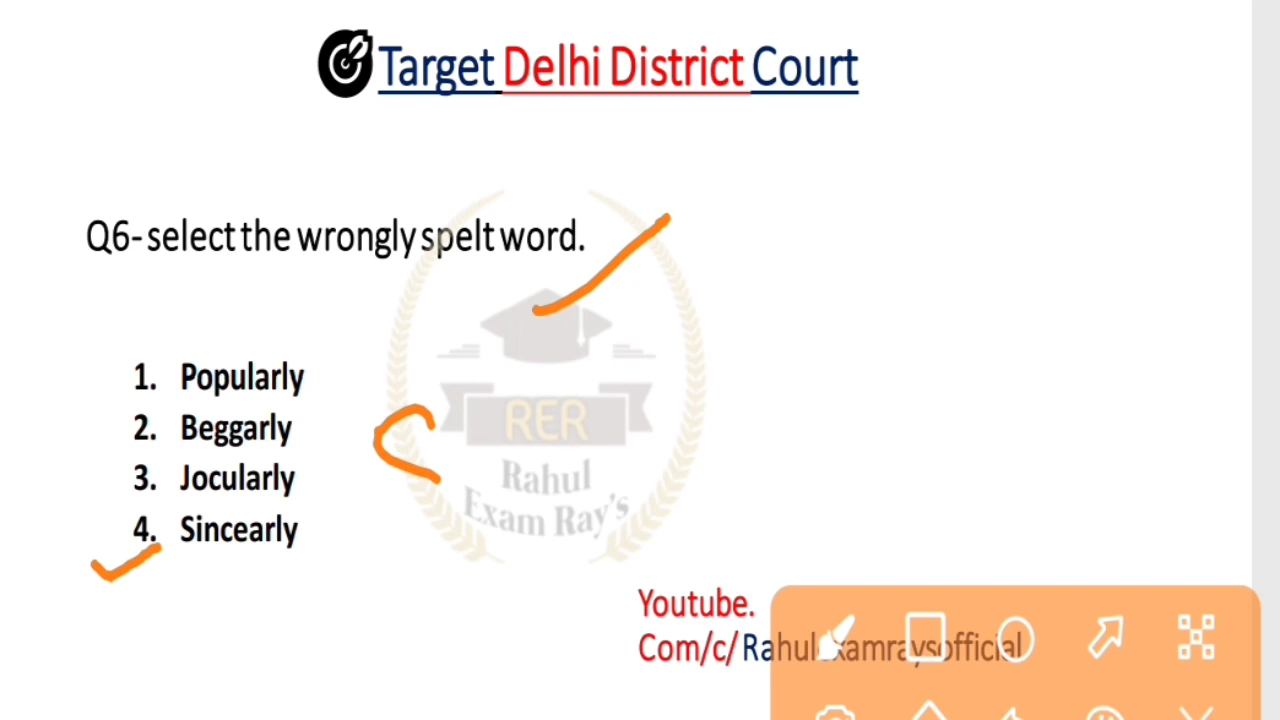 Target Delhi District Court
Q6- select the wrongly spelt word.
1. Popularly
2. Beggarly
3. Jocularly
4. Sincearly
RER
Rahul
Exam Ray's
Youtube.
Com/c/ Rahulexamraysofficial